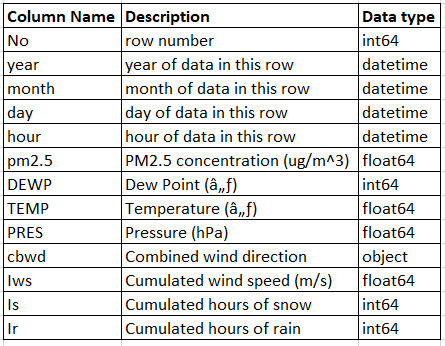 Column Name Description Data type
No row number int64
year year of data in this row datetime
month month of data in this row datetime
day day of data in this row datetime
hour hour of data in this row datetime
pm2.5 PM2.5 concentration (ug/m^3) float64
DEWP Dew Point (â„ƒ) int64
TEMP Temperature (â„ƒ) float64
PRES Pressure (hPa) float64
cbwd Combined wind direction object
Iws Cumulated wind speed (m/s) float64
Is Cumulated hours of snow int64
Ir Cumulated hours of rain int64